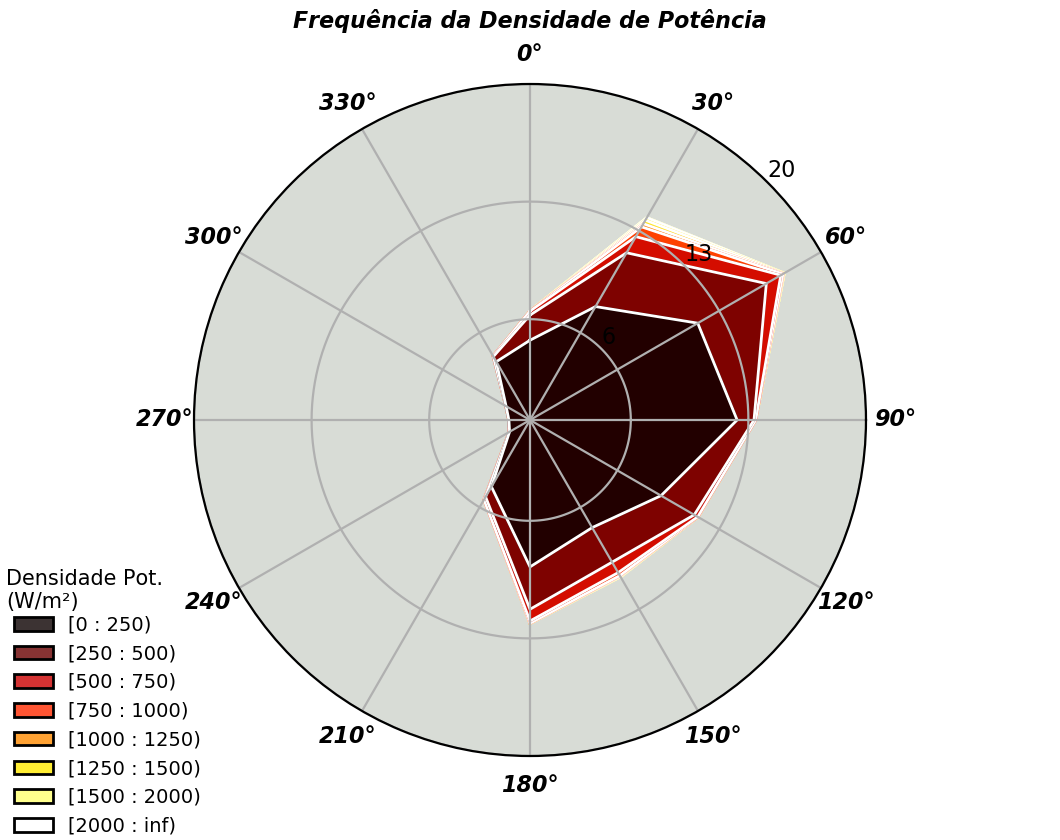 Frequência da Densidade de Potência
0°
330°
30°
20
300°
60°
13
6
270°
90°
240°
120°
210°
150°
180°
Densidade Pot.
(W/m²)
[0 : 250)
[250 : 500)
[500 : 750)
[750 : 1000)
[1000 : 1250)
[1250 : 1500)
[1500 : 2000)
[2000 : inf)